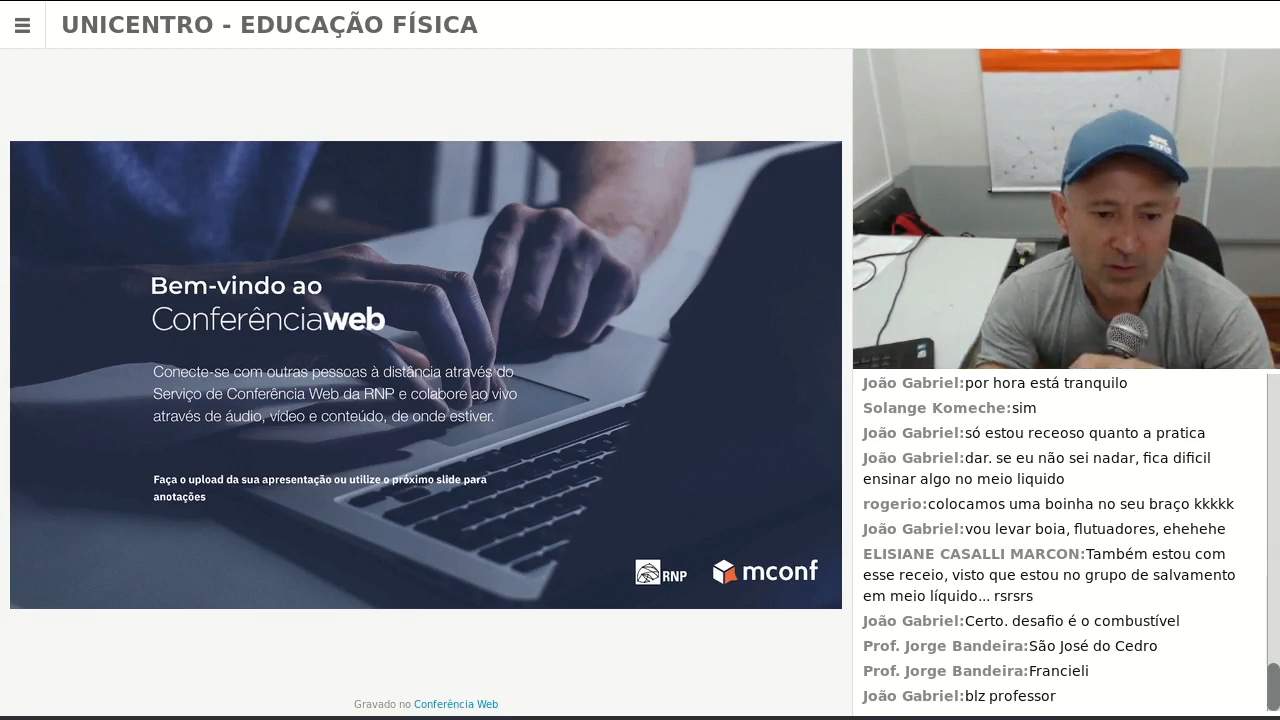 UNICENTRO - EDUCAÇÃO FÍSICA
Bem-vindo ao
Conferênciaweb
Conecte-se com outras pessoas à distância através do
Serviço de Conferência Web da RNP e colabore ao vivo
através de áudio, vídeo e conteúdo, de onde estiver.
Faça o upload da sua apresentação ou utilize o próximo slide para
anotações
RNP
mconf
Gravado no Conferência Web
João Gabriel:por hora está tranquilo
Solange Komeche:sim
João Gabriel:só estou receoso quanto a pratica
João Gabriel:dar. se eu não sei nadar, fica dificil
ensinar algo no meio liquido
rogerio:colocamos uma boinha no seu braço kkkkk
João Gabriel:vou levar boia, flutuadores, ehehehe
ELISIANE CASALLI MARCON:Também estou com
esse receio, visto que estou no grupo de salvamento
em meio líquido... rsrsrs
João Gabriel:Certo. desafio é o combustível
Prof. Jorge Bandeira:São José do Cedro
Prof. Jorge Bandeira:Francieli
João Gabriel:blz professor